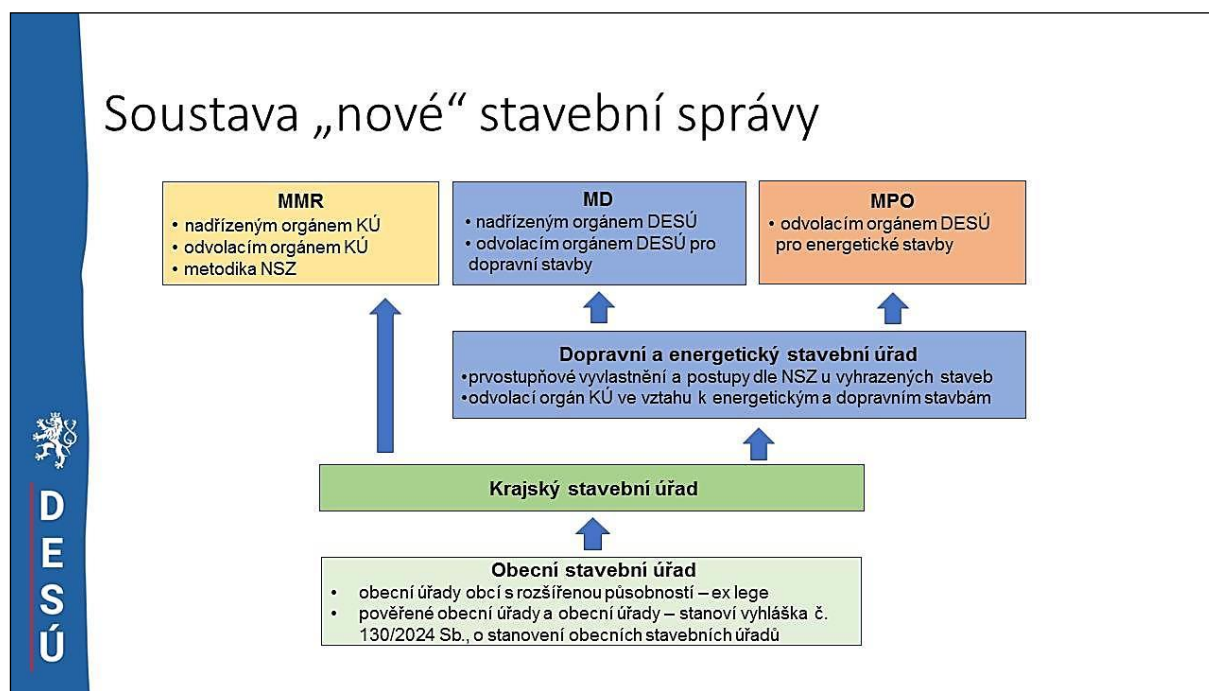 Soustava „nové“ stavební správy
MMR
• nadřízeným orgánem KÚ
• odvolacím orgánem KÚ
• metodika NSZ
MD
• nadřízeným orgánem DESÚ
• odvolacím orgánem DESÚ pro
dopravní stavby
MPO
• odvolacím orgánem DESÚ
pro energetické stavby
Dopravní a energetický stavební úřad
•prvostupňové vyvlastnění a postupy dle NSZ u vyhrazených staveb
•odvolací orgán KÚ ve vztahu k energetickým a dopravním stavbám
Krajský stavební úřad
Obecní stavební úřad
• obecní úřady obcí s rozšířenou působností – ex lege
• pověřené obecní úřady a obecní úřady – stanoví vyhláška č.
130/2024 Sb., o stanovení obecních stavebních úřadů
D
E
S
Ú